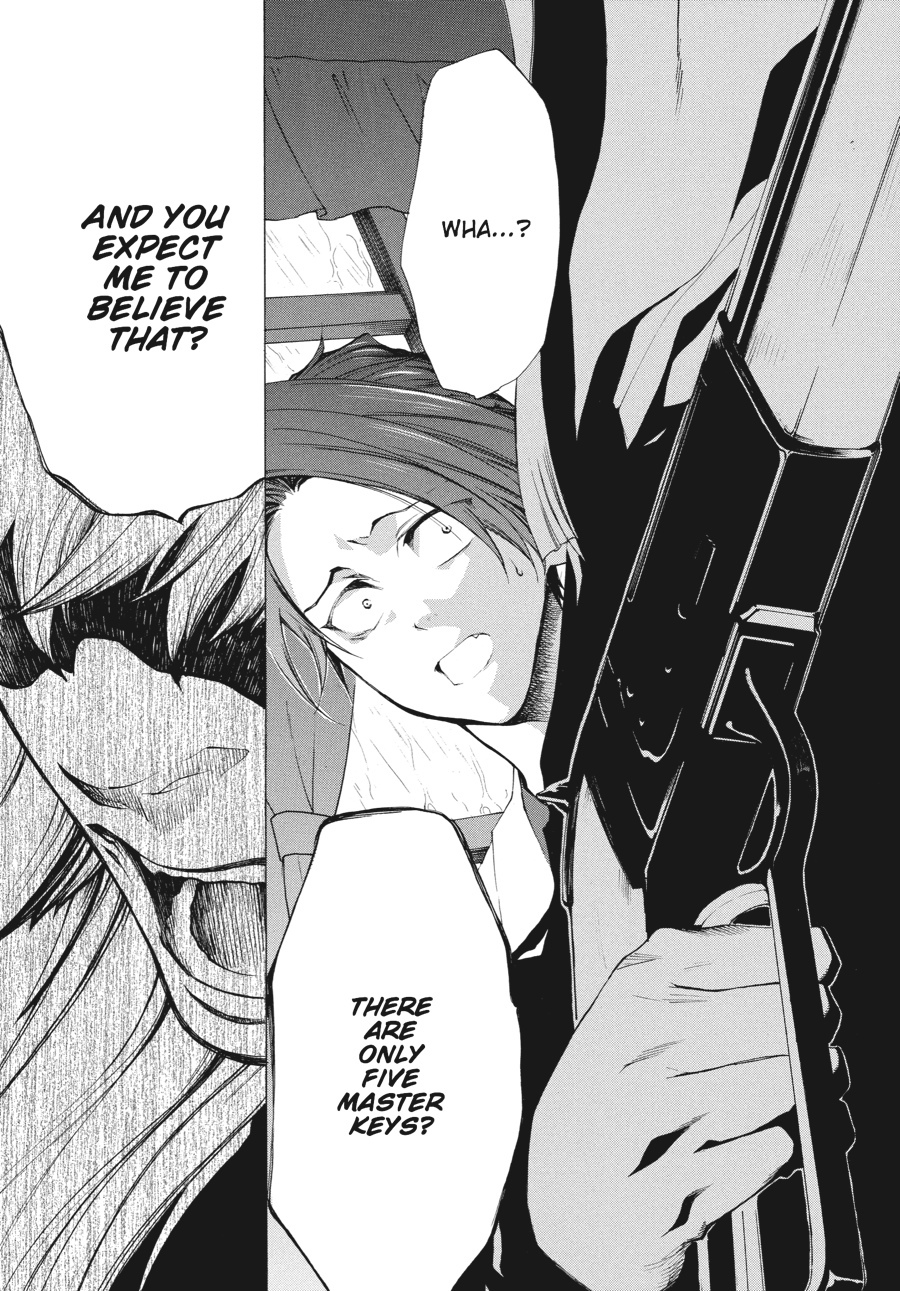 WHA...?
THERE
ARE
ONLY
FIVE
MASTER
KEYS?
AND YOU
EXPECT
ME TO
BELIEVE
THAT?